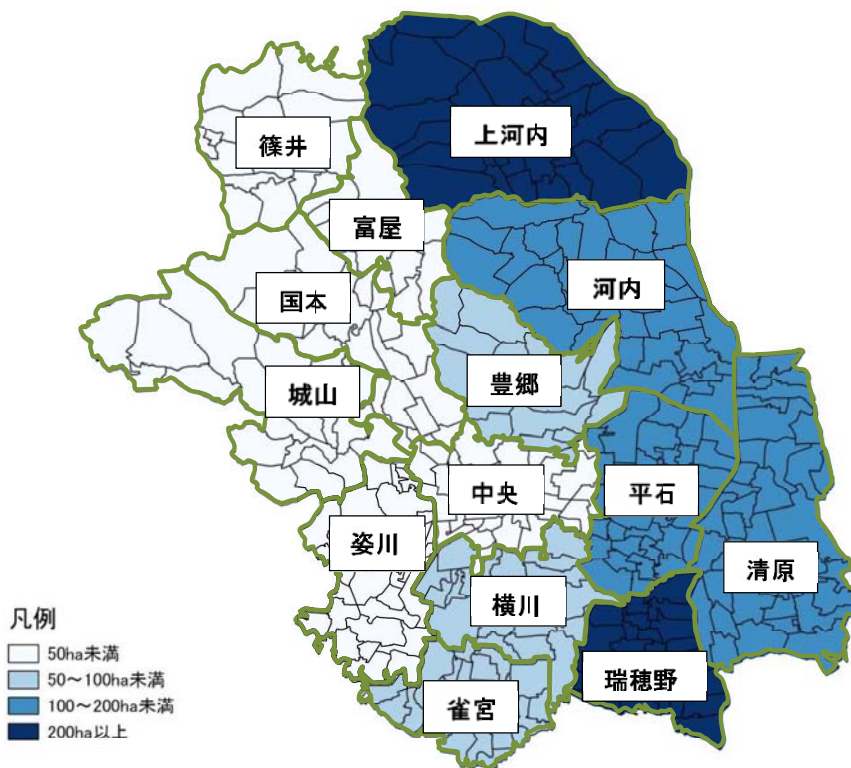 上河内
篠井
富屋
河内
国本
豊郷
城山
中央
平石
姿川
清原
横川
瑞穂野
雀宮
凡例
50ha未満
50～100ha未満
100～200ha未満
200ha以上